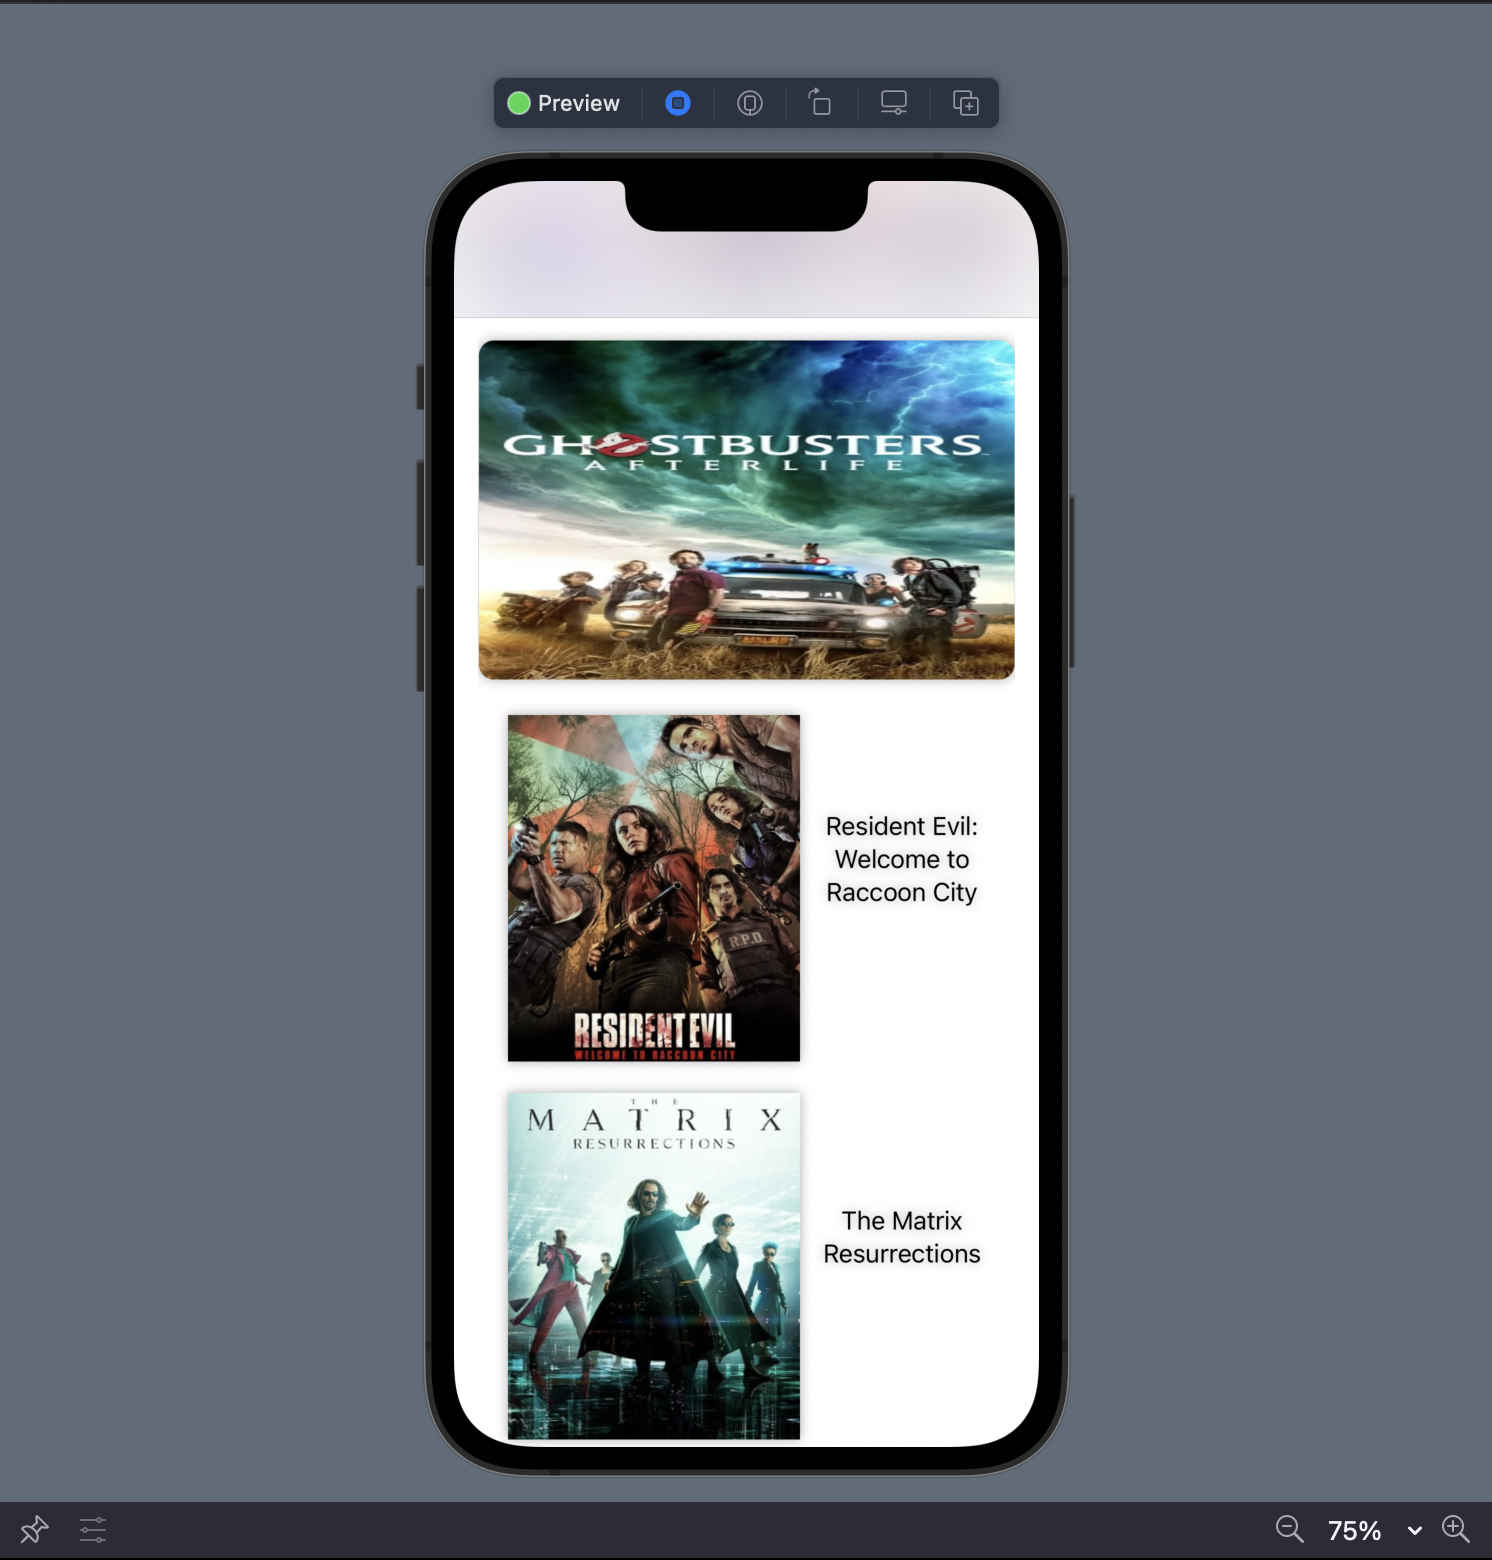 Preview
GHOSTBUSTERS
AFTERLIFE
R.P.D.
RESIDENT EVIL
WELCOME TO RACCOON CITY
Resident Evil:
Welcome to
Raccoon City
THE
MATRIX
RESURRECTIONS
The Matrix
Resurrections
75%